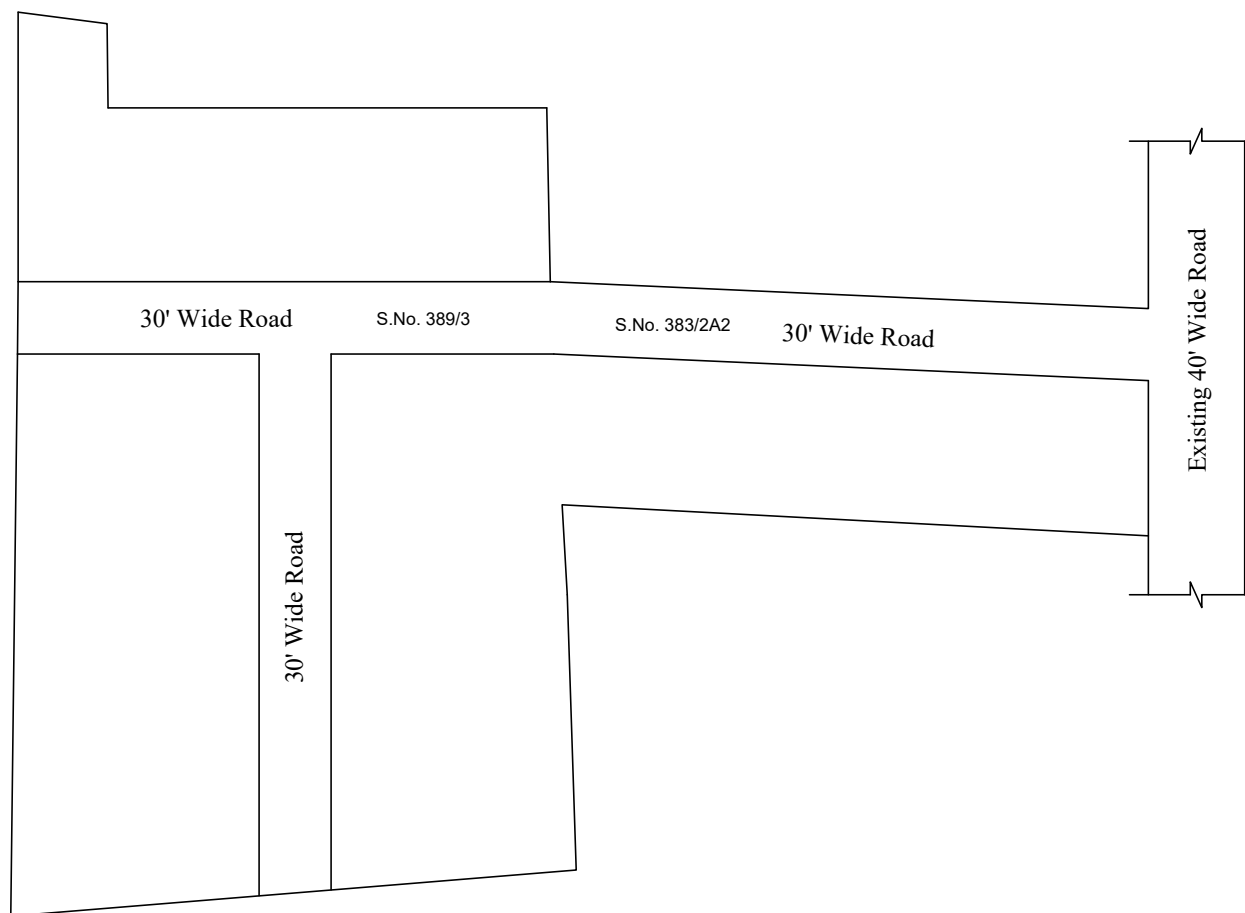 30' Wide Road
S.No. 389/3
S.No. 383/2A2
30' Wide Road
Existing 40' Wide Road
30' Wide Road